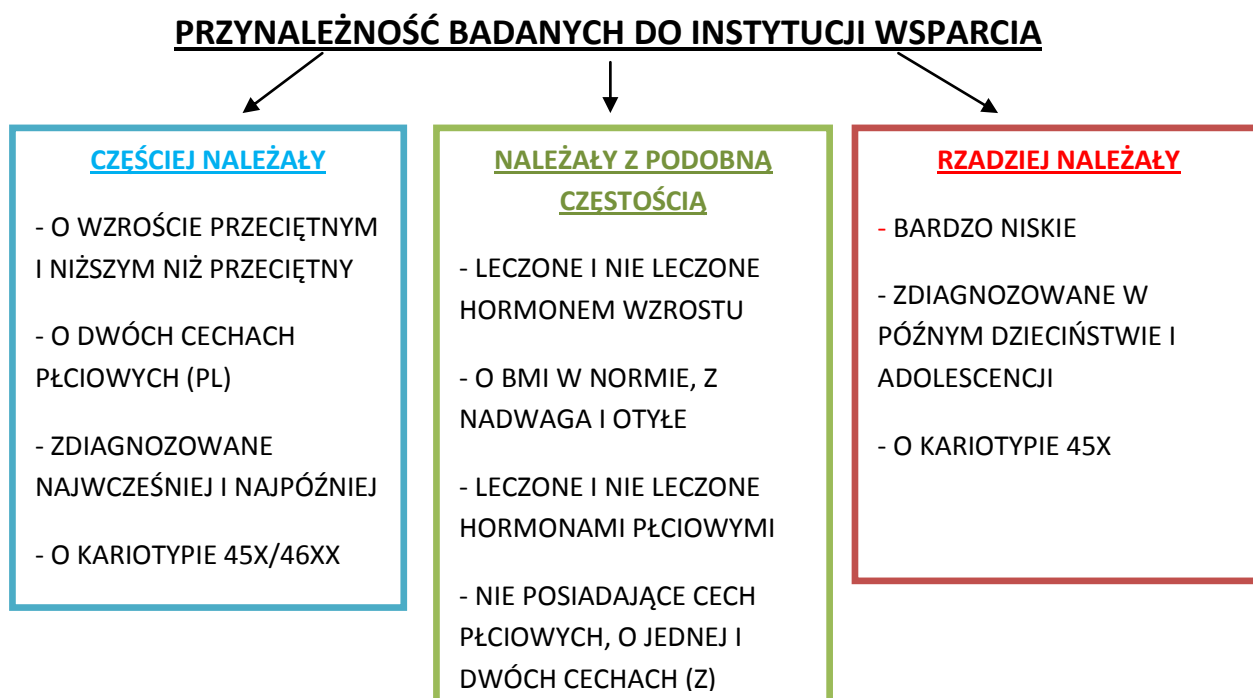 PRZYNALEŻNOŚĆ BADANYCH DO INSTYTUCJI WSPARCIA
CZĘŚCIEJ NALEŻAŁY
- O WZROŚCIE PRZECIĘTNYM
I NIŻSZYM NIŻ PRZECIĘTNY
- O DWÓCH CECHACH
PŁCIOWYCH (PL)
- ZDIAGNOZOWANE
NAJWCZEŚNIEJ I NAJPÓŹNIEJ
- O KARIOTYPIE 45X/46XX
NALEŻAŁY Z PODOBNĄ
CZĘSTOŚCIĄ
- LECZONE I NIE LECZONE
HORMONEM WZROSTU
- O BMI W NORMIE, Z
NADWAGA I OTYŁE
- LECZONE I NIE LECZONE
HORMONAMI PŁCIOWYMI
- NIE POSIADAJĄCE CECH
PŁCIOWYCH, O JEDNEJ I
DWÓCH CECHACH (Z)
RZADZIEJ NALEŻAŁY
- BARDZO NISKIE
- ZDIAGNOZOWANE W
PÓŹNYM DZIECIŃSTWIE I
ADOLESCENCJI
- O KARIOTYPIE 45X